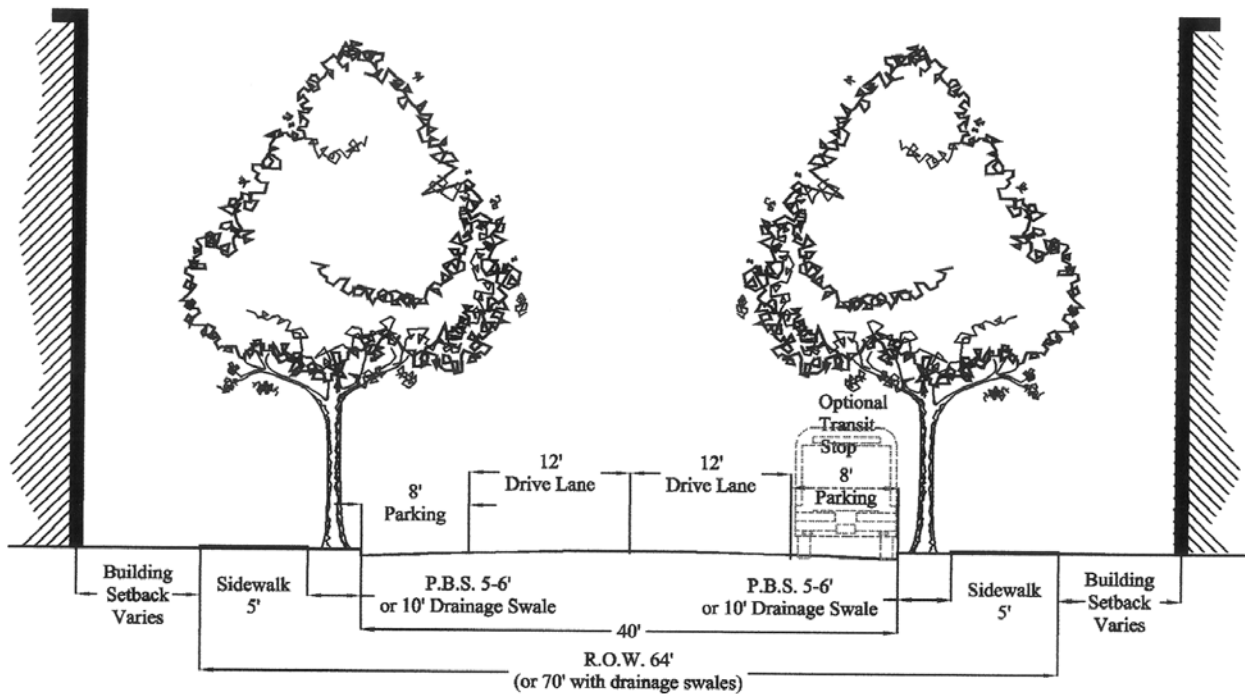 Optional
Transit
Stop
12'
Drive Lane
12'
Drive Lane
8'
Parking
8'
Parking
Building
Setback
Varies
Sidewalk
5'
P.B.S. 5-6'
or 10' Drainage Swale
P.B.S. 5-6'
or 10' Drainage Swale
Sidewalk
5'
Building
Setback
Varies
40'
R.O.W. 64'
(or 70' with drainage swales)